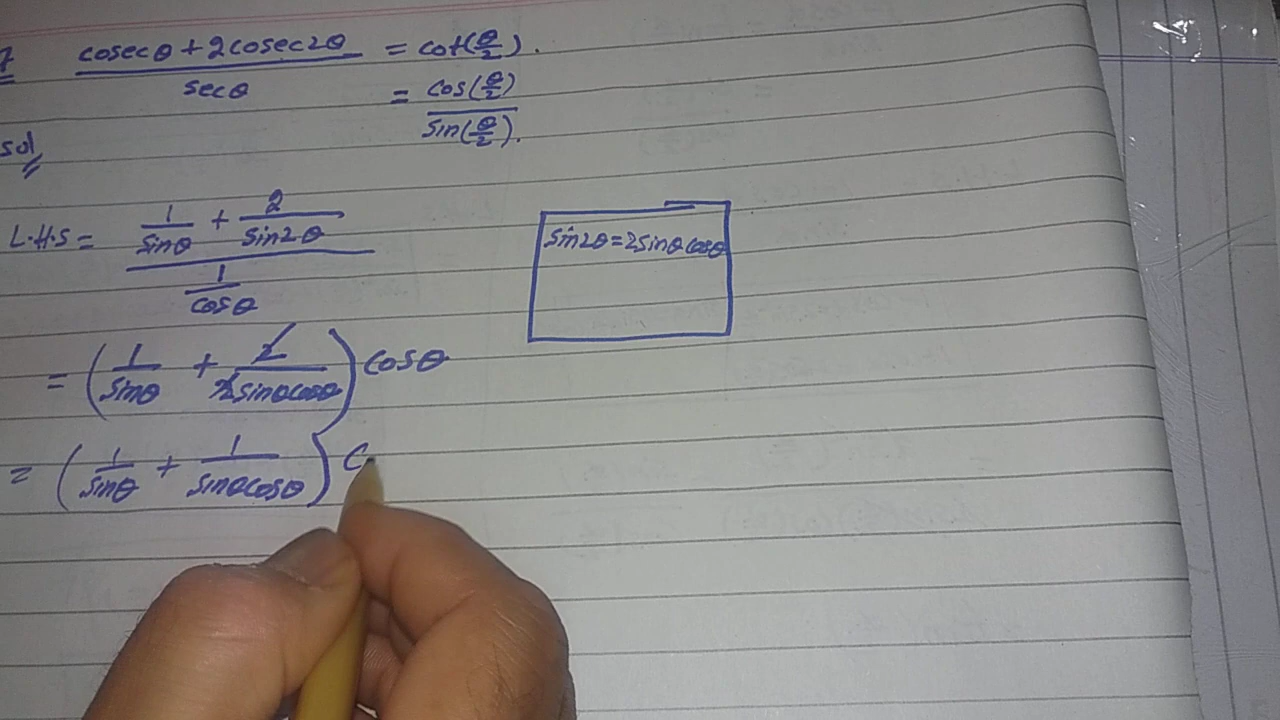 7 cosecθ + 2cosec2θ / secθ = cot(θ/2).
= cos(θ/2) / sin(θ/2).
sol
L.H.S = (1/sinθ + 2/sin2θ) / (1/cosθ)
sin2θ = 2sinθcosθ
= (1/sinθ + 2/2sinθcosθ) cosθ
= (1/sinθ + 1/sinθcosθ) c